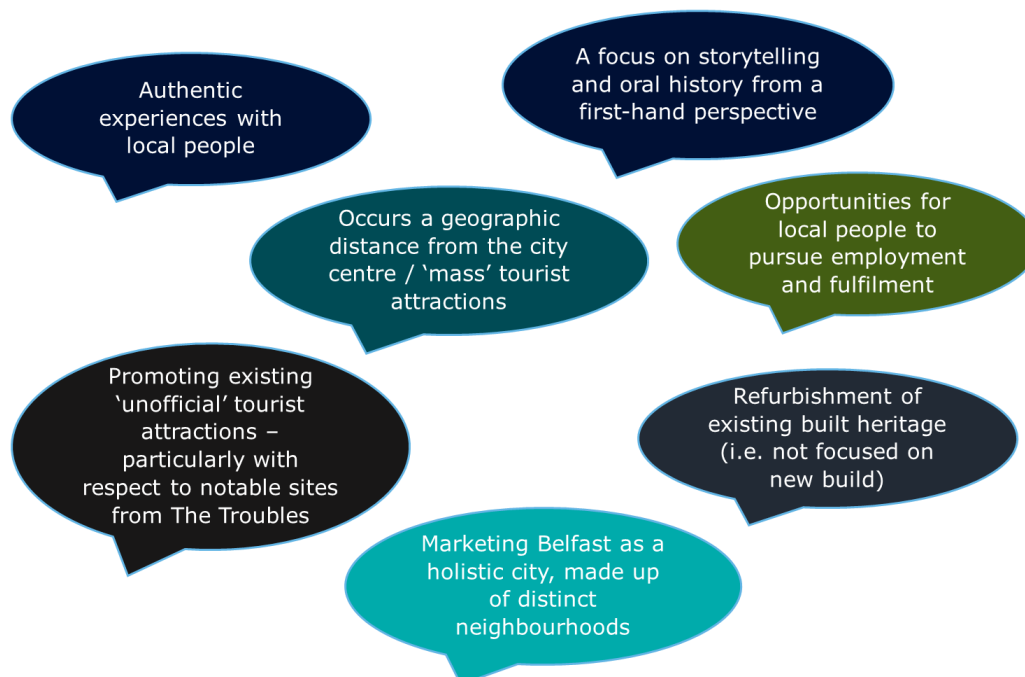 Authentic
experiences with
local people
A focus on storytelling
and oral history from a
first-hand perspective
Occurs a geographic
distance from the city
centre / ‘mass’ tourist
attractions
Opportunities for
local people to
pursue employment
and fulfilment
Promoting existing
‘unofficial’ tourist
attractions –
particularly with
respect to notable sites
from The Troubles
Refurbishment of
existing built heritage
(i.e. not focused on
new build)
Marketing Belfast as a
holistic city, made up
of distinct
neighbourhoods